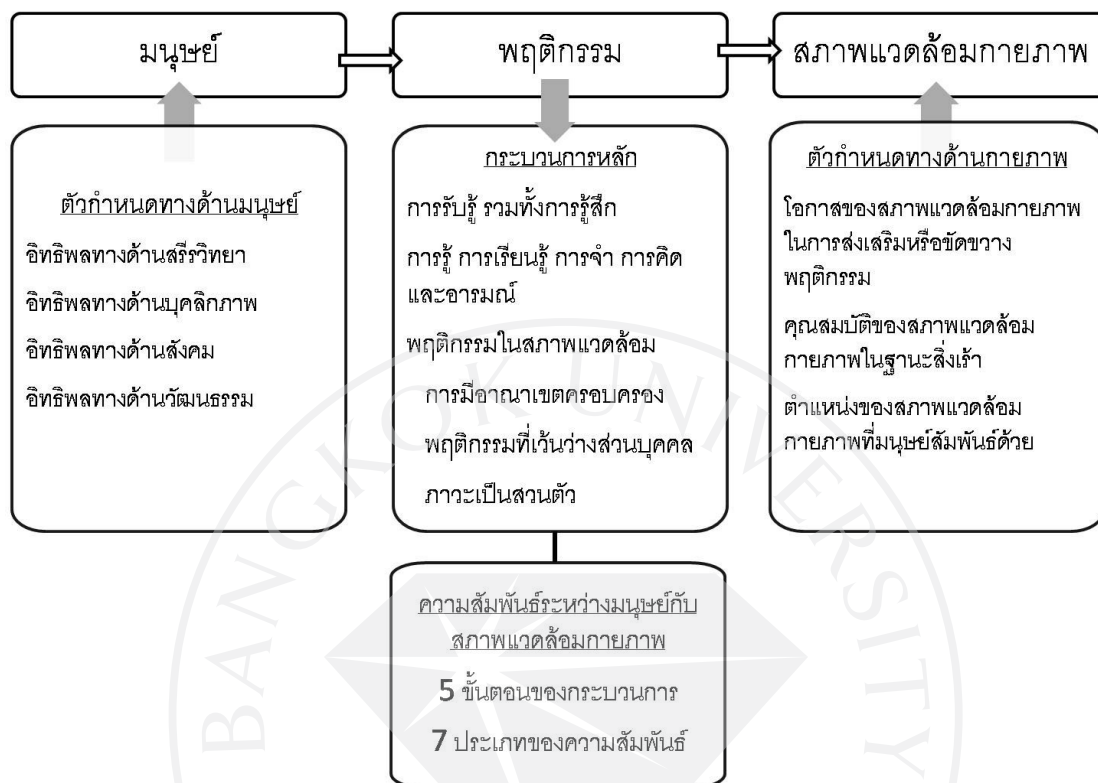 มนุษย์
พฤติกรรม
สภาพแวดล้อมกายภาพ
ตัวกำหนดทางด้านมนุษย์
อิทธิพลทางด้านสรีรวิทยา
อิทธิพลทางด้านบุคลิกภาพ
อิทธิพลทางด้านสังคม
อิทธิพลทางด้านวัฒนธรรม
กระบวนการหลัก
การรับรู้ รวมทั้งการรู้สึก
การรู้ การเรียนรู้ การจำ การคิด
และอารมณ์
พฤติกรรมในสภาพแวดล้อม
การมีอาณาเขตครอบครอง
พฤติกรรมที่เว้นว่างส่วนบุคคล
ภาวะเป็นสวนตัว
ตัวกำหนดทางด้านกายภาพ
โอกาสของสภาพแวดล้อมกายภาพ
ในการส่งเสริมหรือขัดขวาง
พฤติกรรม
คุณสมบัติของสภาพแวดล้อม
กายภาพในฐานะสิ่งเร้า
ตำแหน่งของสภาพแวดล้อม
กายภาพที่มนุษย์สัมพันธ์ด้วย
ความสัมพันธ์ระหว่างมนุษย์กับ
สภาพแวดล้อมกายภาพ
5 ขั้นตอนของกระบวนการ
7 ประเภทของความสัมพันธ์
BANGKOK UNIVERSITY